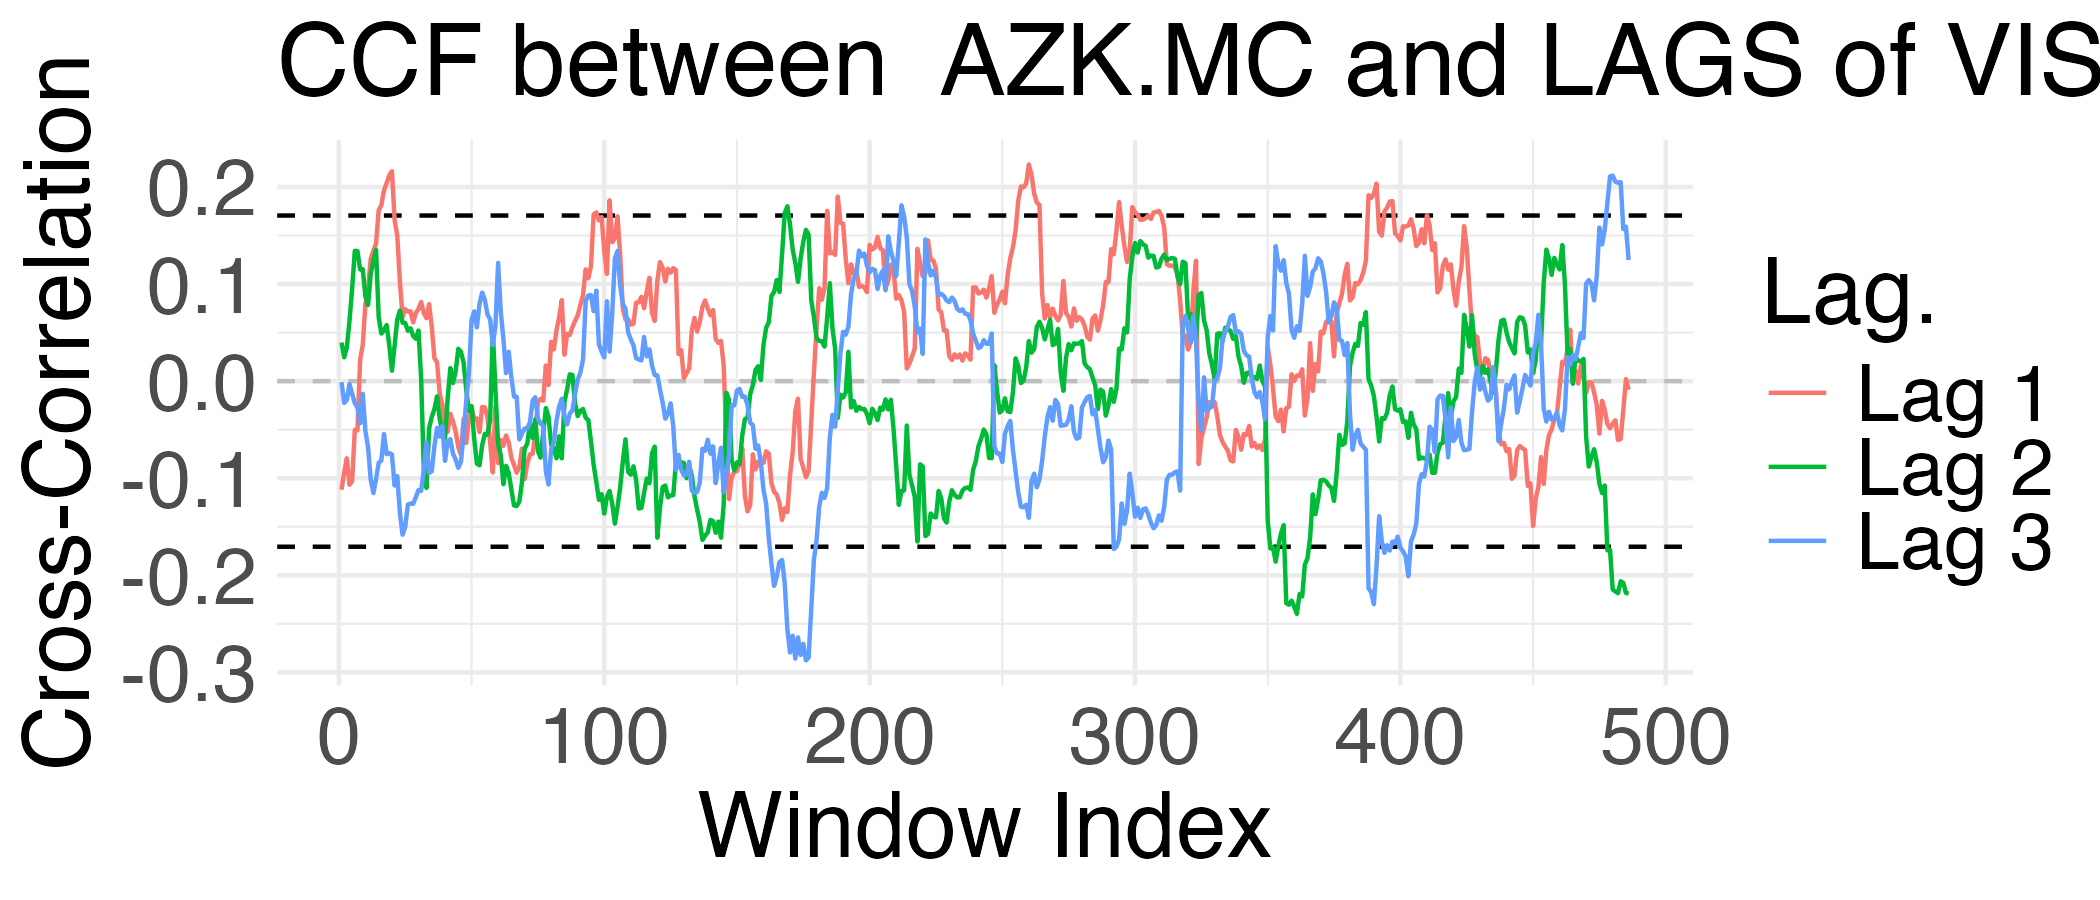 CCF between  AZK.MC and LAGS of VIS
Cross-Correlation
0.2
0.1
0.0
-0.1
-0.2
-0.3
0 100 200 300 400 500
Window Index
Lag.
Lag 1
Lag 2
Lag 3